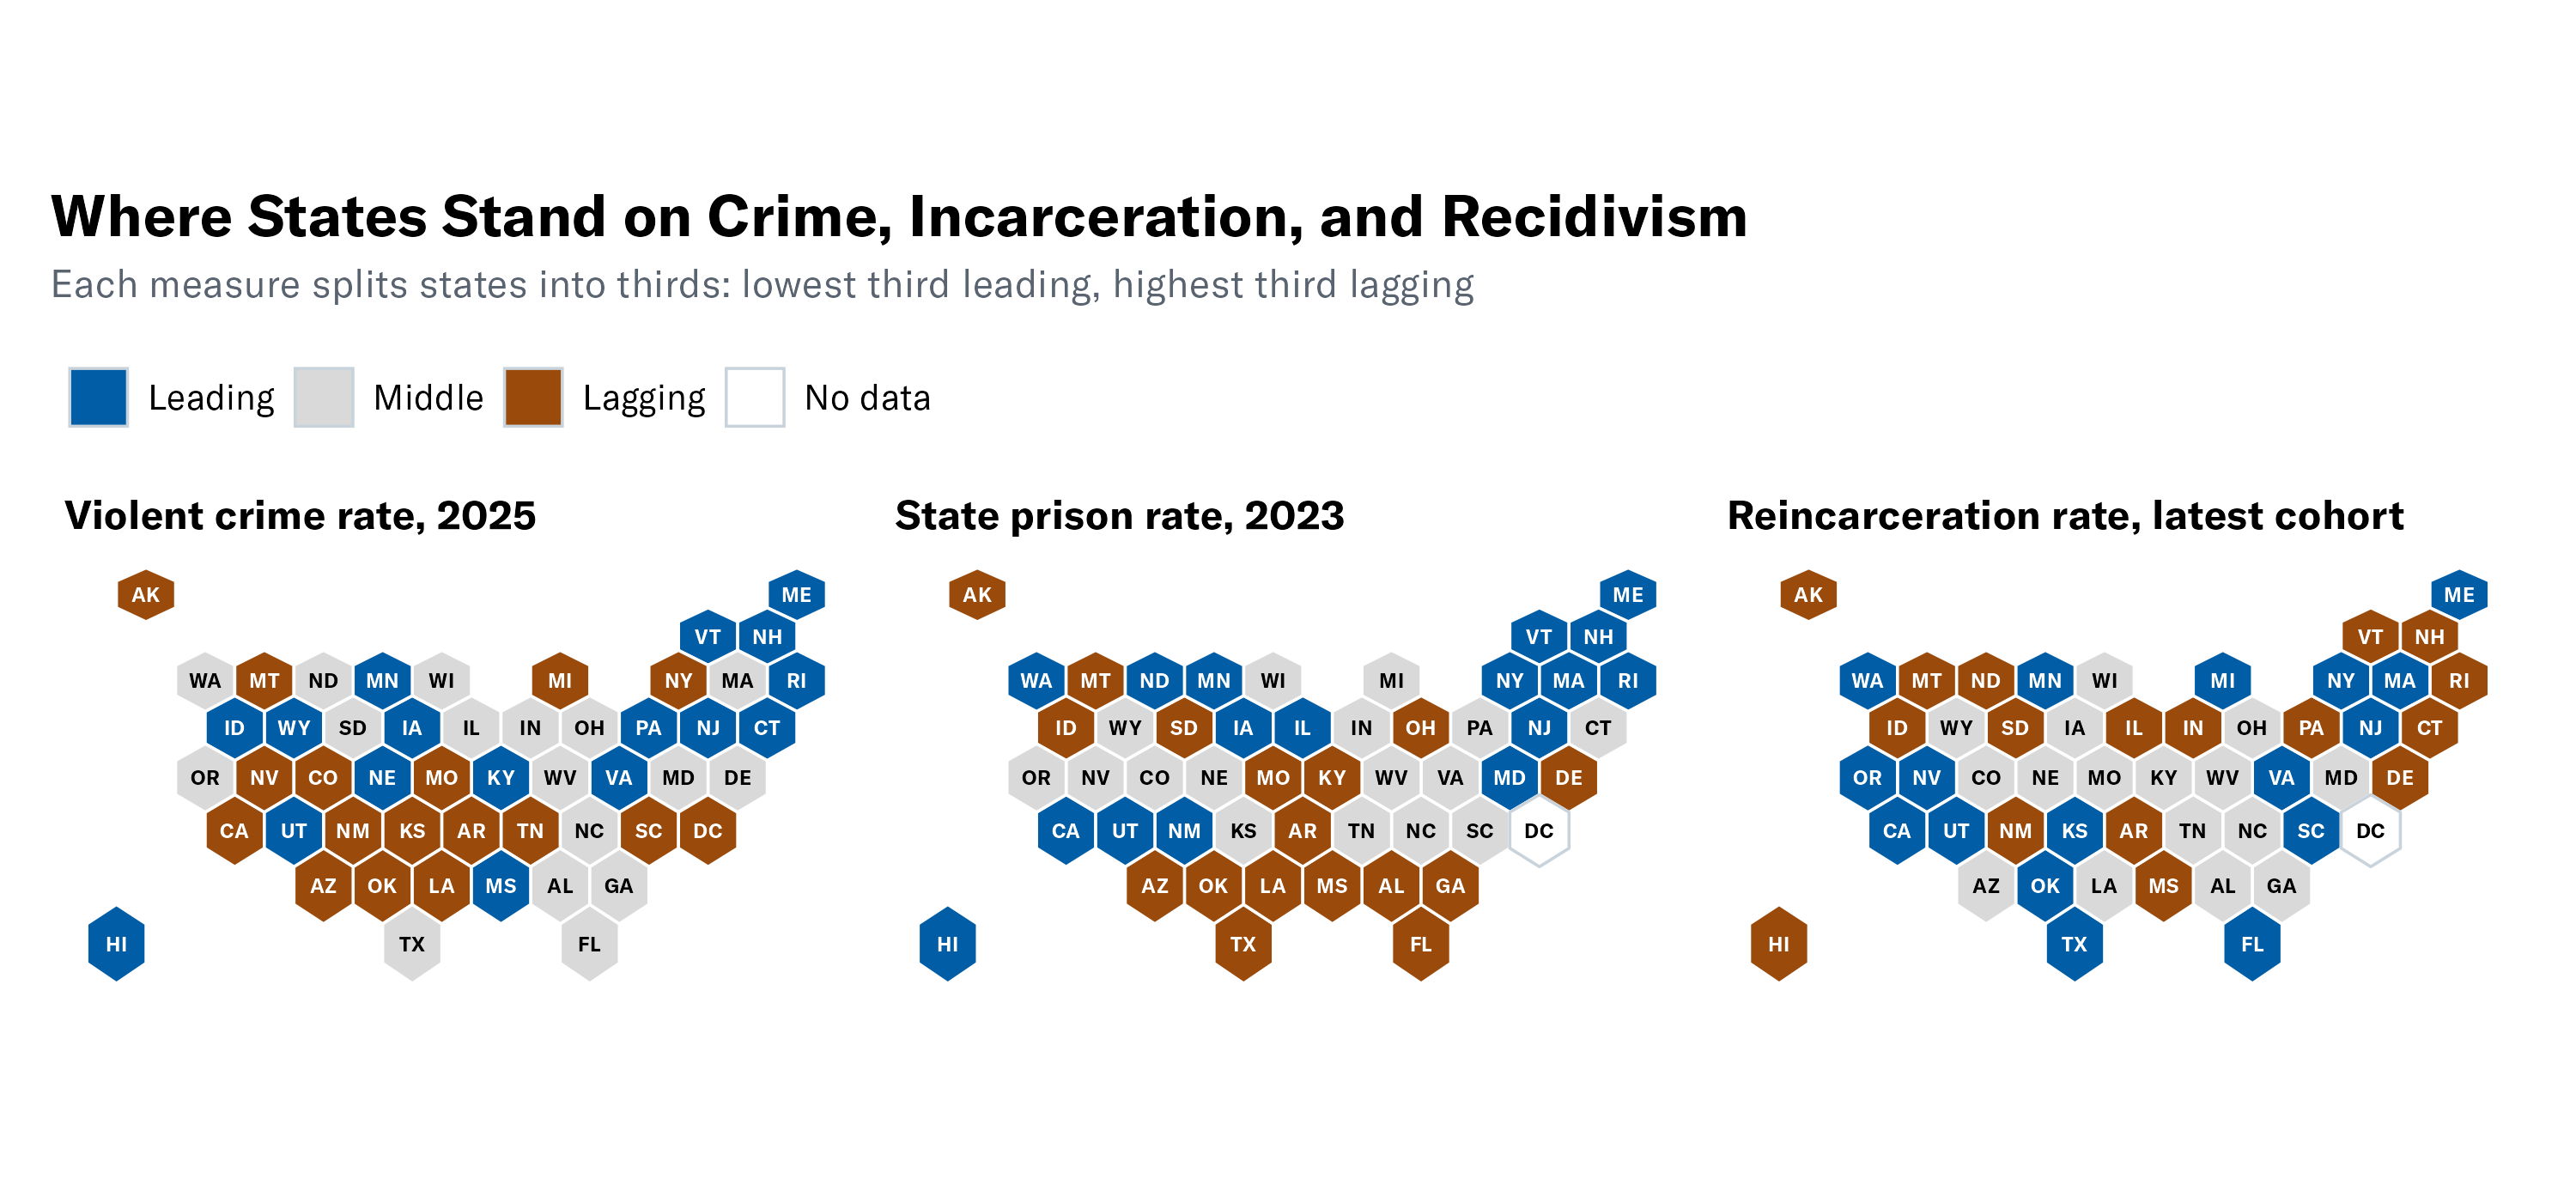 Where States Stand on Crime, Incarceration, and Recidivism
Each measure splits states into thirds: lowest third leading, highest third lagging
Leading Middle Lagging No data
Violent crime rate, 2025
AK ME
VT NH
WA MT ND MN WI MI NY MA RI
ID WY SD IA IL IN OH PA NJ CT
OR NV CO NE MO KY WV VA MD DE
CA UT NM KS AR TN NC SC DC
AZ OK LA MS AL GA
HI TX FL
State prison rate, 2023
AK ME
VT NH
WA MT ND MN WI MI NY MA RI
ID WY SD IA IL IN OH PA NJ CT
OR NV CO NE MO KY WV VA MD DE
CA UT NM KS AR TN NC SC DC
AZ OK LA MS AL GA
HI TX FL
Reincarceration rate, latest cohort
AK ME
VT NH
WA MT ND MN WI MI NY MA RI
ID WY SD IA IL IN OH PA NJ CT
OR NV CO NE MO KY WV VA MD DE
CA UT NM KS AR TN NC SC DC
AZ OK LA MS AL GA
HI TX FL